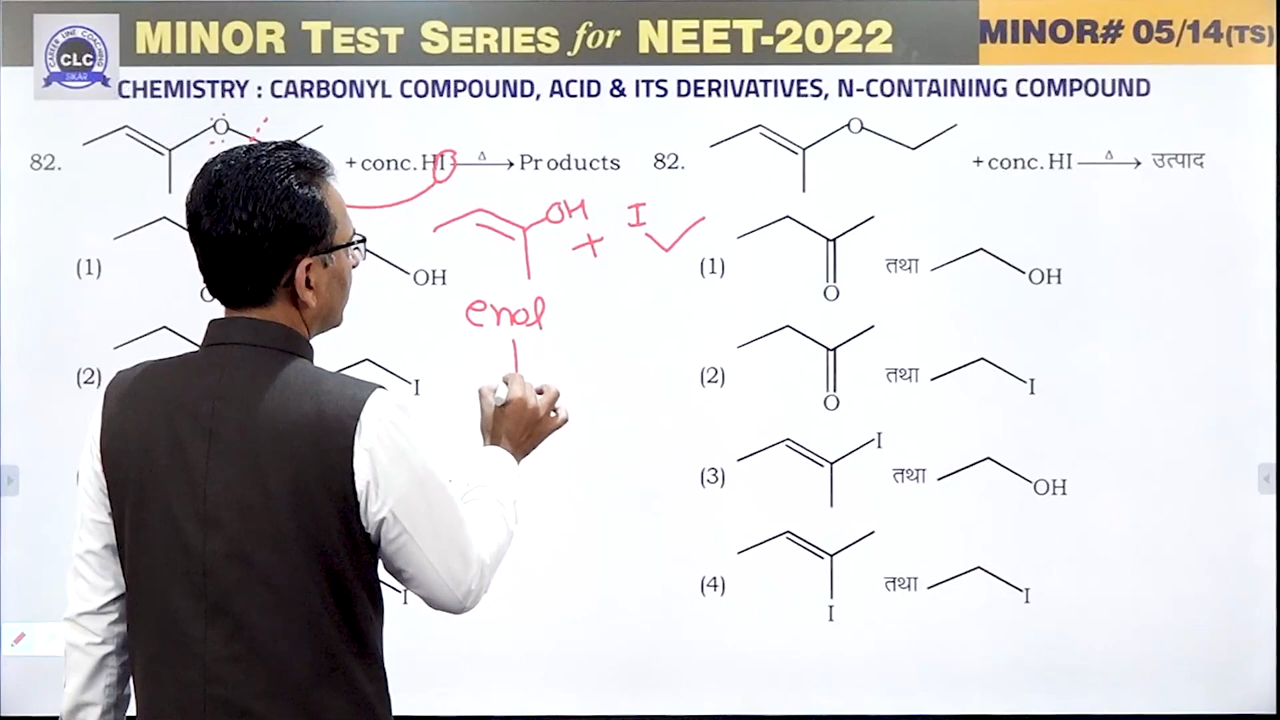 CAREER LINE COACHING
CLC
SIKAR
MINOR TEST SERIES for NEET-2022
MINOR# 05/14(TS)
CHEMISTRY : CARBONYL COMPOUND, ACID & ITS DERIVATIVES, N-CONTAINING COMPOUND
82.
O
+conc.HI
Δ
Products
OH
+
I
enol
(1)
O
OH
(2)
I
I
82.
O
+conc.HI
Δ
उत्पाद
(1)
O
तथा
OH
(2)
O
तथा
I
(3)
I
तथा
OH
(4)
I
तथा
I